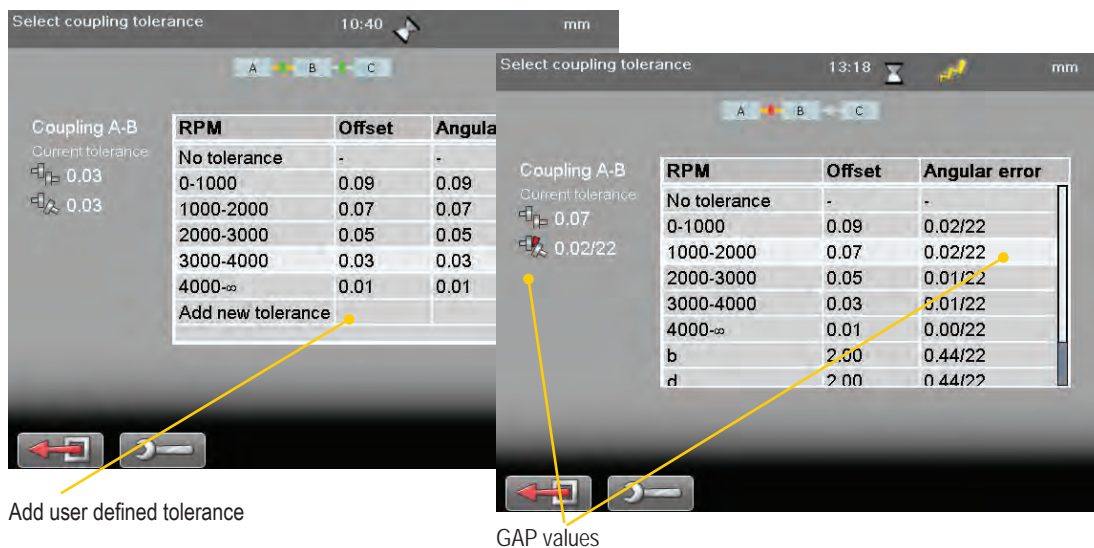 Select coupling tolerance 10:40 mm
A B C
Coupling A-B
Current tolerance
0.03
0.03
RPM Offset Angula
No tolerance - -
0-1000 0.09 0.09
1000-2000 0.07 0.07
2000-3000 0.05 0.05
3000-4000 0.03 0.03
4000-∞ 0.01 0.01
Add new tolerance
Add user defined tolerance
Select coupling tolerance 13:18 mm
A B C
Coupling A-B
Current tolerance
0.07
0.02/22
RPM Offset Angular error
No tolerance - -
0-1000 0.09 0.02/22
1000-2000 0.07 0.02/22
2000-3000 0.05 0.01/22
3000-4000 0.03 0.01/22
4000-∞ 0.01 0.00/22
b 2.00 0.44/22
d 2.00 0.44/22
GAP values